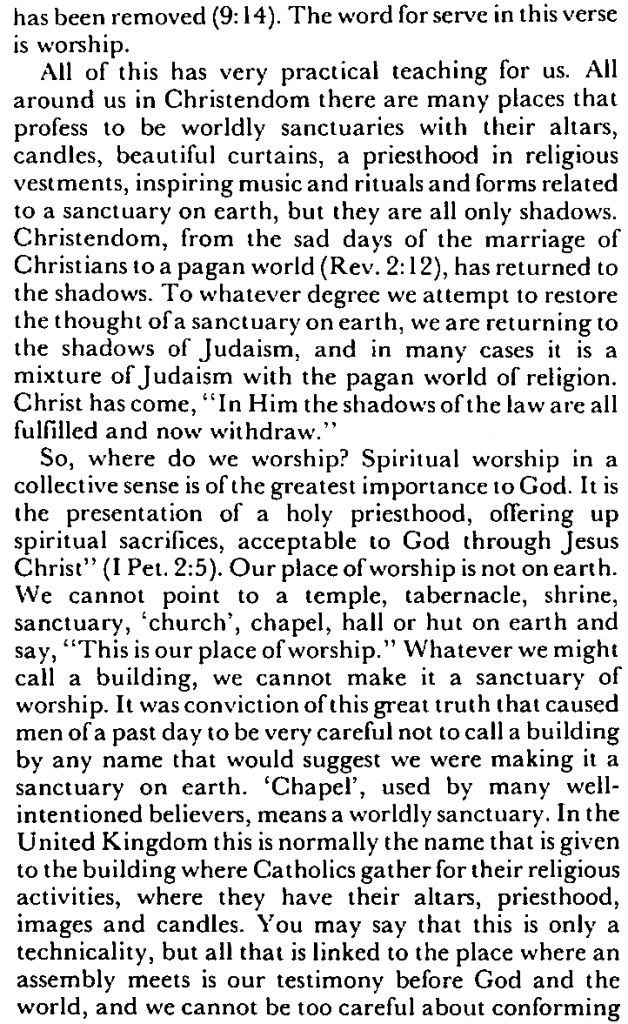 has been removed (9:14). The word for serve in this verse
is worship.
All of this has very practical teaching for us. All
around us in Christendom there are many places that
profess to be worldly sanctuaries with their altars,
candles, beautiful curtains, a priesthood in religious
vestments, inspiring music and rituals and forms related
to a sanctuary on earth, but they are all only shadows.
Christendom, from the sad days of the marriage of
Christians to a pagan world (Rev. 2:12), has returned to
the shadows. To whatever degree we attempt to restore
the thought of a sanctuary on earth, we are returning to
the shadows of Judaism, and in many cases it is a
mixture of Judaism with the pagan world of religion.
Christ has come, “In Him the shadows of the law are all
fulfilled and now withdraw.”
So, where do we worship? Spiritual worship in a
collective sense is of the greatest importance to God. It is
the presentation of a holy priesthood, offering up
spiritual sacrifices, acceptable to God through Jesus
Christ” (I Pet. 2:5). Our place of worship is not on earth.
We cannot point to a temple, tabernacle, shrine,
sanctuary, ‘church’, chapel, hall or hut on earth and
say, “This is our place of worship.” Whatever we might
call a building, we cannot make it a sanctuary of
worship. It was conviction of this great truth that caused
men of a past day to be very careful not to call a building
by any name that would suggest we were making it a
sanctuary on earth. ‘Chapel’, used by many well-
intentioned believers, means a worldly sanctuary. In the
United Kingdom this is normally the name that is given
to the building where Catholics gather for their religious
activities, where they have their altars, priesthood,
images and candles. You may say that this is only a
technicality, but all that is linked to the place where an
assembly meets is our testimony before God and the
world, and we cannot be too careful about conforming